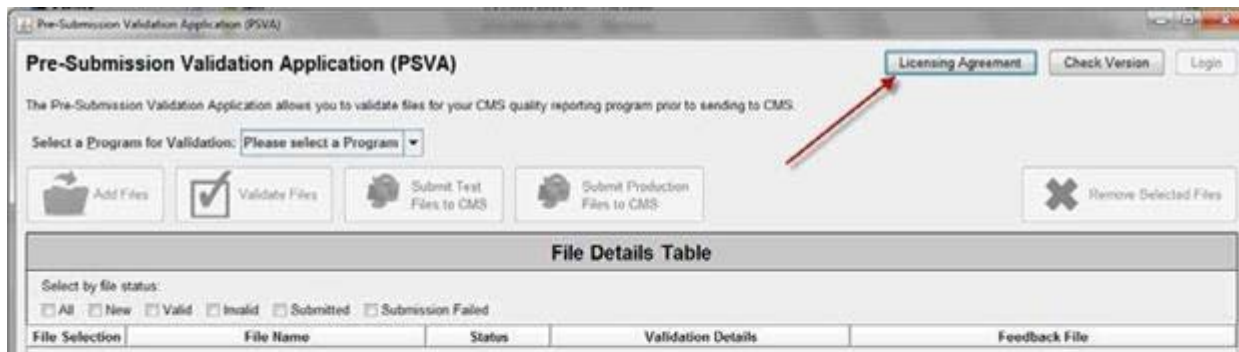 Pre-Submission Validation Application (PSVA)
Pre-Submission Validation Application (PSVA)
Licensing Agreement
Check Version
Login
The Pre-Submission Validation Application allows you to validate files for your CMS quality reporting program prior to sending to CMS.
Select a Program for Validation: Please select a Program
Add Files
Validate Files
Submit Test
Files to CMS
Submit Production
Files to CMS
Remove Selected Files
File Details Table
Select by file status:
All New Valid Invalid Submitted Submission Failed
File Selection File Name Status Validation Details Feedback File